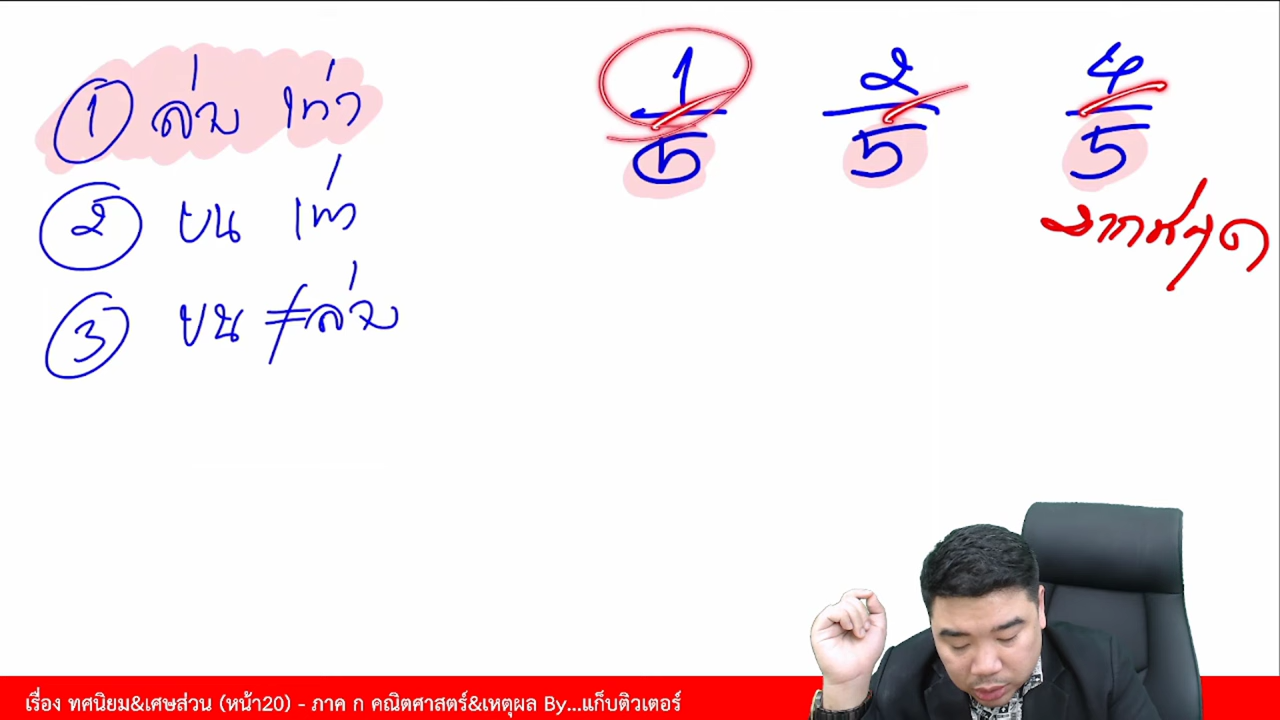 ① ล่าง เท่า
② บน เท่า
③ บน ≠ ล่าง
1/5 2/5 4/5
มากที่สุด
เรื่อง ทศนิยม&เศษส่วน (หน้า20) - ภาค ก คณิตศาสตร์&เหตุผล By...แก็บติวเตอร์